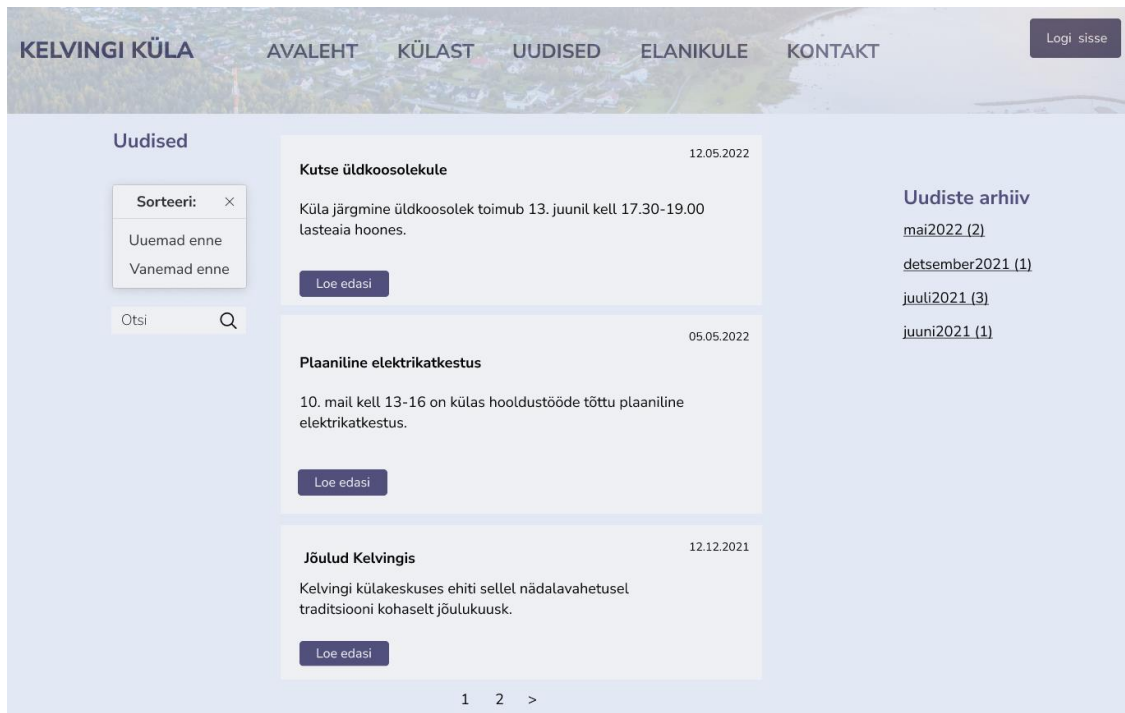 KELVINGI KÜLA
AVALEHT KÜLAST UUDISED ELANIKULE KONTAKT
Logi sisse
Uudised
Sorteeri: ×
Uuemad enne
Vanemad enne
Otsi
12.05.2022
Kutse üldkoosolekule
Küla järgmine üldkoosolek toimub 13. juunil kell 17.30-19.00
lasteaia hoones.
Loe edasi
05.05.2022
Plaaniline elektrikatkestus
10. mail kell 13-16 on külas hooldustööde tõttu plaaniline
elektrikatkestus.
Loe edasi
12.12.2021
Jõulud Kelvingis
Kelvingi külakeskuses ehiti sellel nädalavahetusel
traditsiooni kohaselt jõulukuusk.
Loe edasi
1 2 >
Uudiste arhiiv
mai2022 (2)
detsember2021 (1)
juuli2021 (3)
juuni2021 (1)